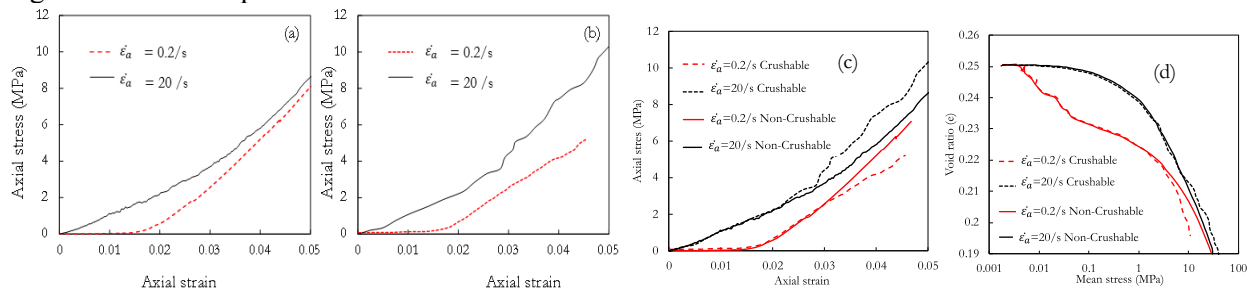 (a)
ε̇a = 0.2/s
ε̇a = 20 /s
Axial stress (MPa)
12
10
8
6
4
2
0
0 0.01 0.02 0.03 0.04 0.05
Axial strain
(b)
ε̇a = 0.2/s
ε̇a = 20 /s
Axial stress (MPa)
12
10
8
6
4
2
0
0 0.01 0.02 0.03 0.04 0.05
Axial strain
(c)
ε̇a=0.2/s Crushable
ε̇a=20/s Crushable
ε̇a=0.2/s Non-Crushable
ε̇a=20/s Non-Crushable
Axial stres (MPa)
12
10
8
6
4
2
0
0 0.01 0.02 0.03 0.04 0.05
Axial strain
(d)
ε̇a=0.2/s Crushable
ε̇a=20/s Crushable
ε̇a=0.2/s Non-Crushable
ε̇a=20/s Non-Crushable
Void ratio (e)
0.26
0.25
0.24
0.23
0.22
0.21
0.2
0.19
0.001 0.01 0.1 1 10 100
Mean stress (MPa)